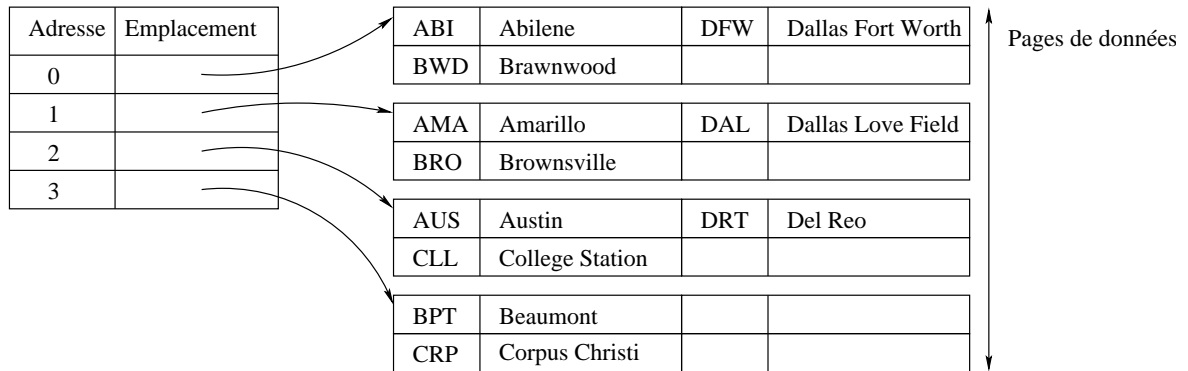 Adresse Emplacement
0
1
2
3
ABI Abilene DFW Dallas Fort Worth
BWD Brawnwood
AMA Amarillo DAL Dallas Love Field
BRO Brownsville
AUS Austin DRT Del Reo
CLL College Station
BPT Beaumont
CRP Corpus Christi
Pages de données